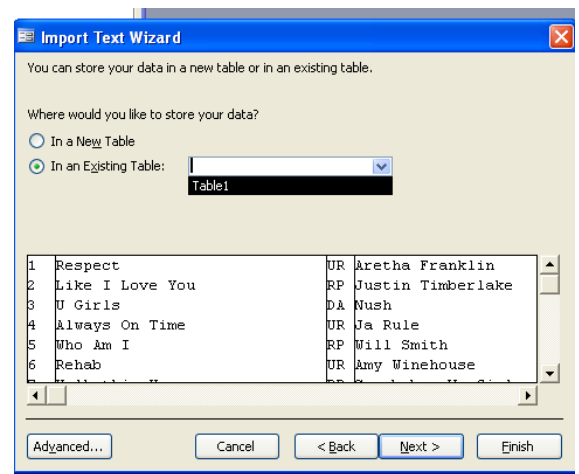 Import Text Wizard
You can store your data in a new table or in an existing table.
Where would you like to store your data?
In a New Table
In an Existing Table:
Table1
1 Respect UR Aretha Franklin
2 Like I Love You RP Justin Timberlake
3 U Girls DA Nush
4 Always On Time UR Ja Rule
5 Who Am I RP Will Smith
6 Rehab UR Amy Winehouse
Advanced... Cancel < Back Next > Finish